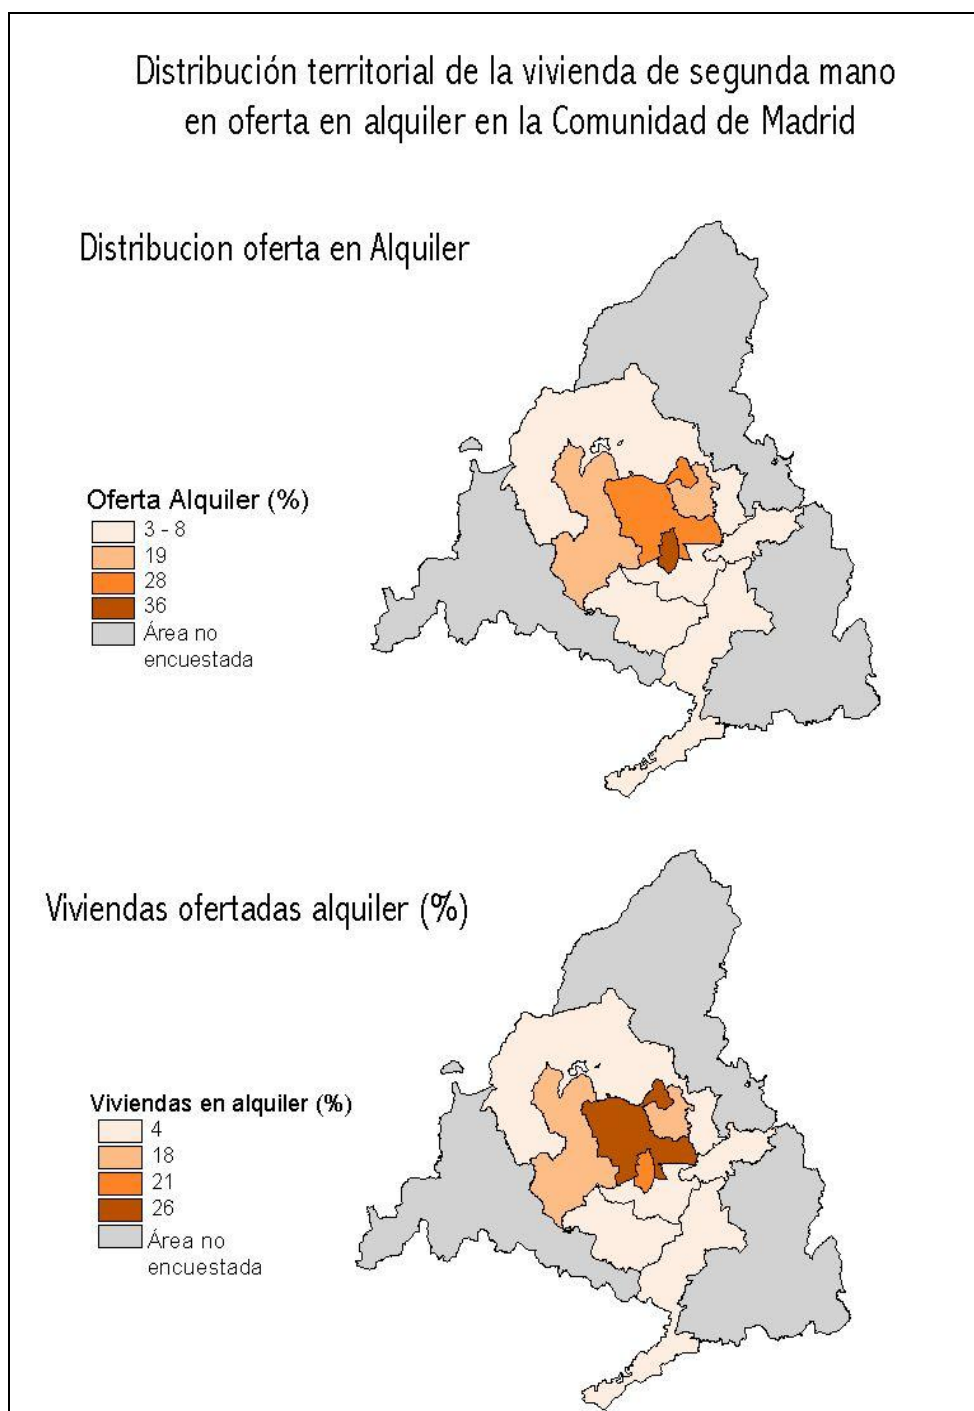 Distribución territorial de la vivienda de segunda mano
en oferta en alquiler en la Comunidad de Madrid
Distribucion oferta en Alquiler
Oferta Alquiler (%)
3 - 8
19
28
36
Área no
encuestada
Viviendas ofertadas alquiler (%)
Viviendas en alquiler (%)
4
18
21
26
Área no
encuestada